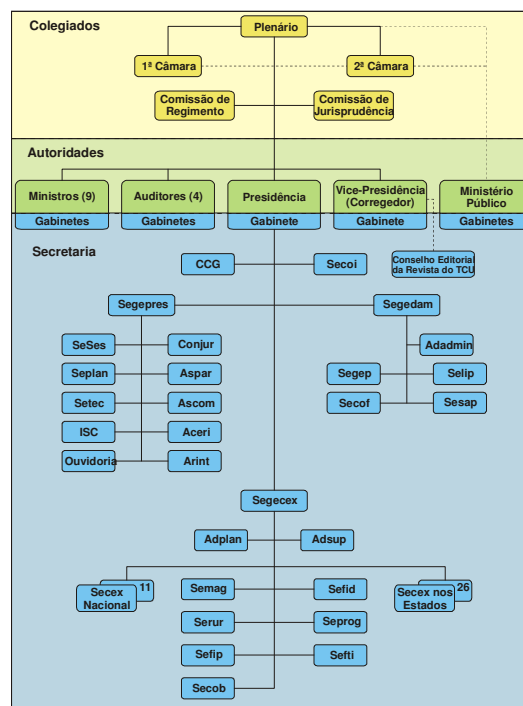 Colegiados
Plenário
1ª Câmara
2ª Câmara
Comissão de
Regimento
Comissão de
Jurisprudência
Autoridades
Ministros (9)
Auditores (4)
Presidência
Vice-Presidência
(Corregedor)
Ministério
Público
Gabinetes
Gabinetes
Gabinete
Gabinete
Gabinetes
Secretaria
CCG
Secoi
Conselho Editorial
da Revista do TCU
Segepres
Segedam
SeSes
Conjur
Adadmin
Seplan
Aspar
Segep
Selip
Setec
Ascom
Secof
Sesap
ISC
Aceri
Ouvidoria
Arint
Segecex
Adplan
Adsup
11
Secex
Nacional
Semag
Sefid
26
Secex nos
Estados
Serur
Seprog
Sefip
Sefti
Secob